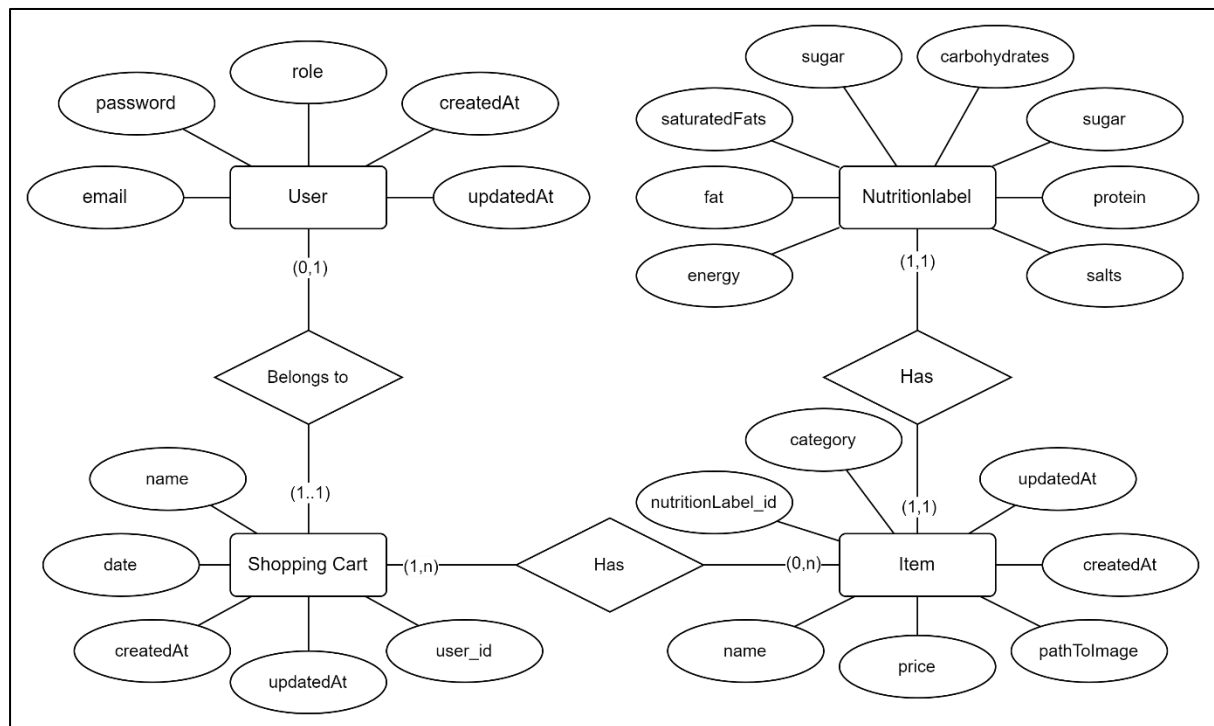 role
password
createdAt
email
User
updatedAt
(0,1)
Belongs to
(1..1)
name
date
Shopping Cart
createdAt
updatedAt
user_id
(1,n)
Has
(0,n)
sugar
carbohydrates
saturatedFats
sugar
fat
Nutritionlabel
protein
energy
salts
(1,1)
Has
(1,1)
category
nutritionLabel_id
updatedAt
Item
createdAt
name
price
pathToImage